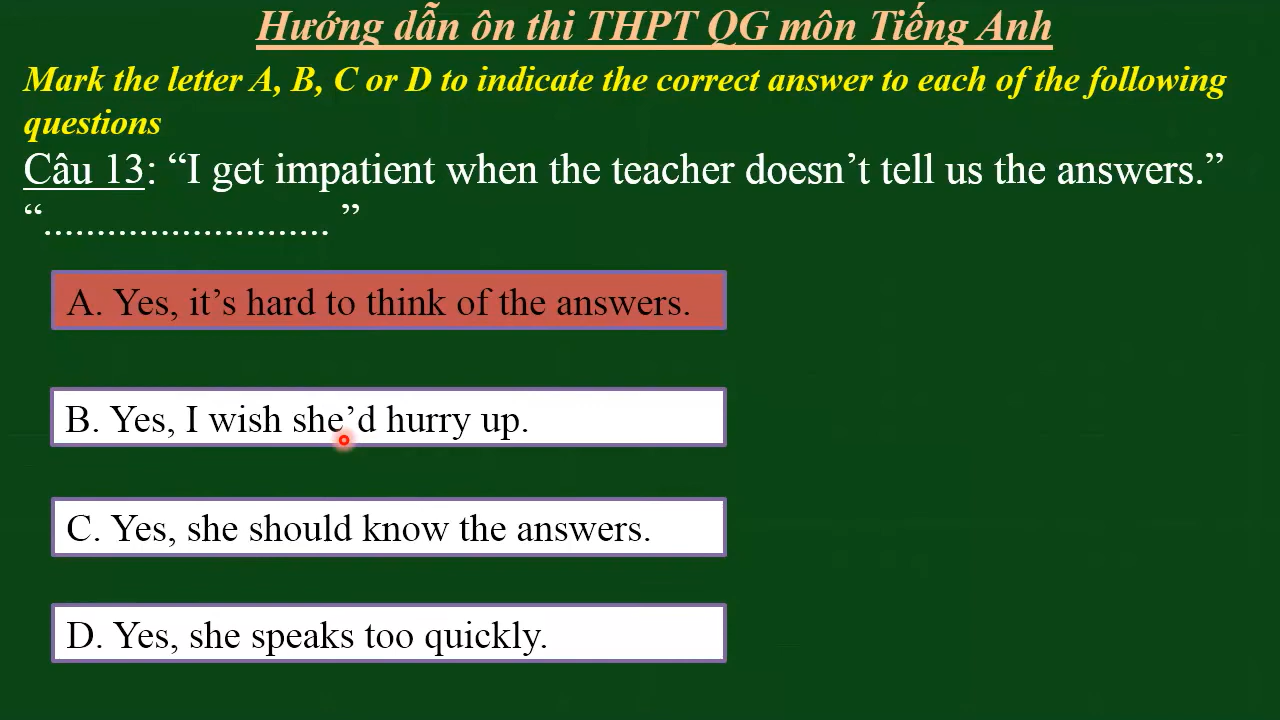 Hướng dẫn ôn thi THPT QG môn Tiếng Anh
Mark the letter A, B, C or D to indicate the correct answer to each of the following
questions
Câu 13: “I get impatient when the teacher doesn’t tell us the answers.”
“........................... ”
A. Yes, it’s hard to think of the answers.
B. Yes, I wish she’d hurry up.
C. Yes, she should know the answers.
D. Yes, she speaks too quickly.